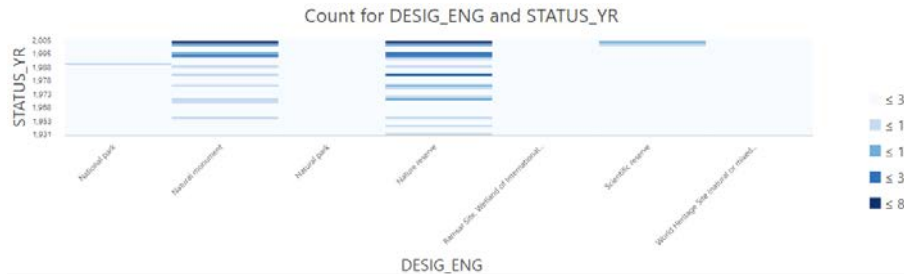 Count for DESIG_ENG and STATUS_YR
STATUS_YR
2,005
1,995
1,988
1,978
1,973
1,968
1,953
1,931
National park
Natural monument
Natural park
Nature reserve
Ramsar Site, Wetland of International...
Scientific reserve
World Heritage Site (natural or mixed...
DESIG_ENG
≤ 3
≤ 1
≤ 1
≤ 3
≤ 8